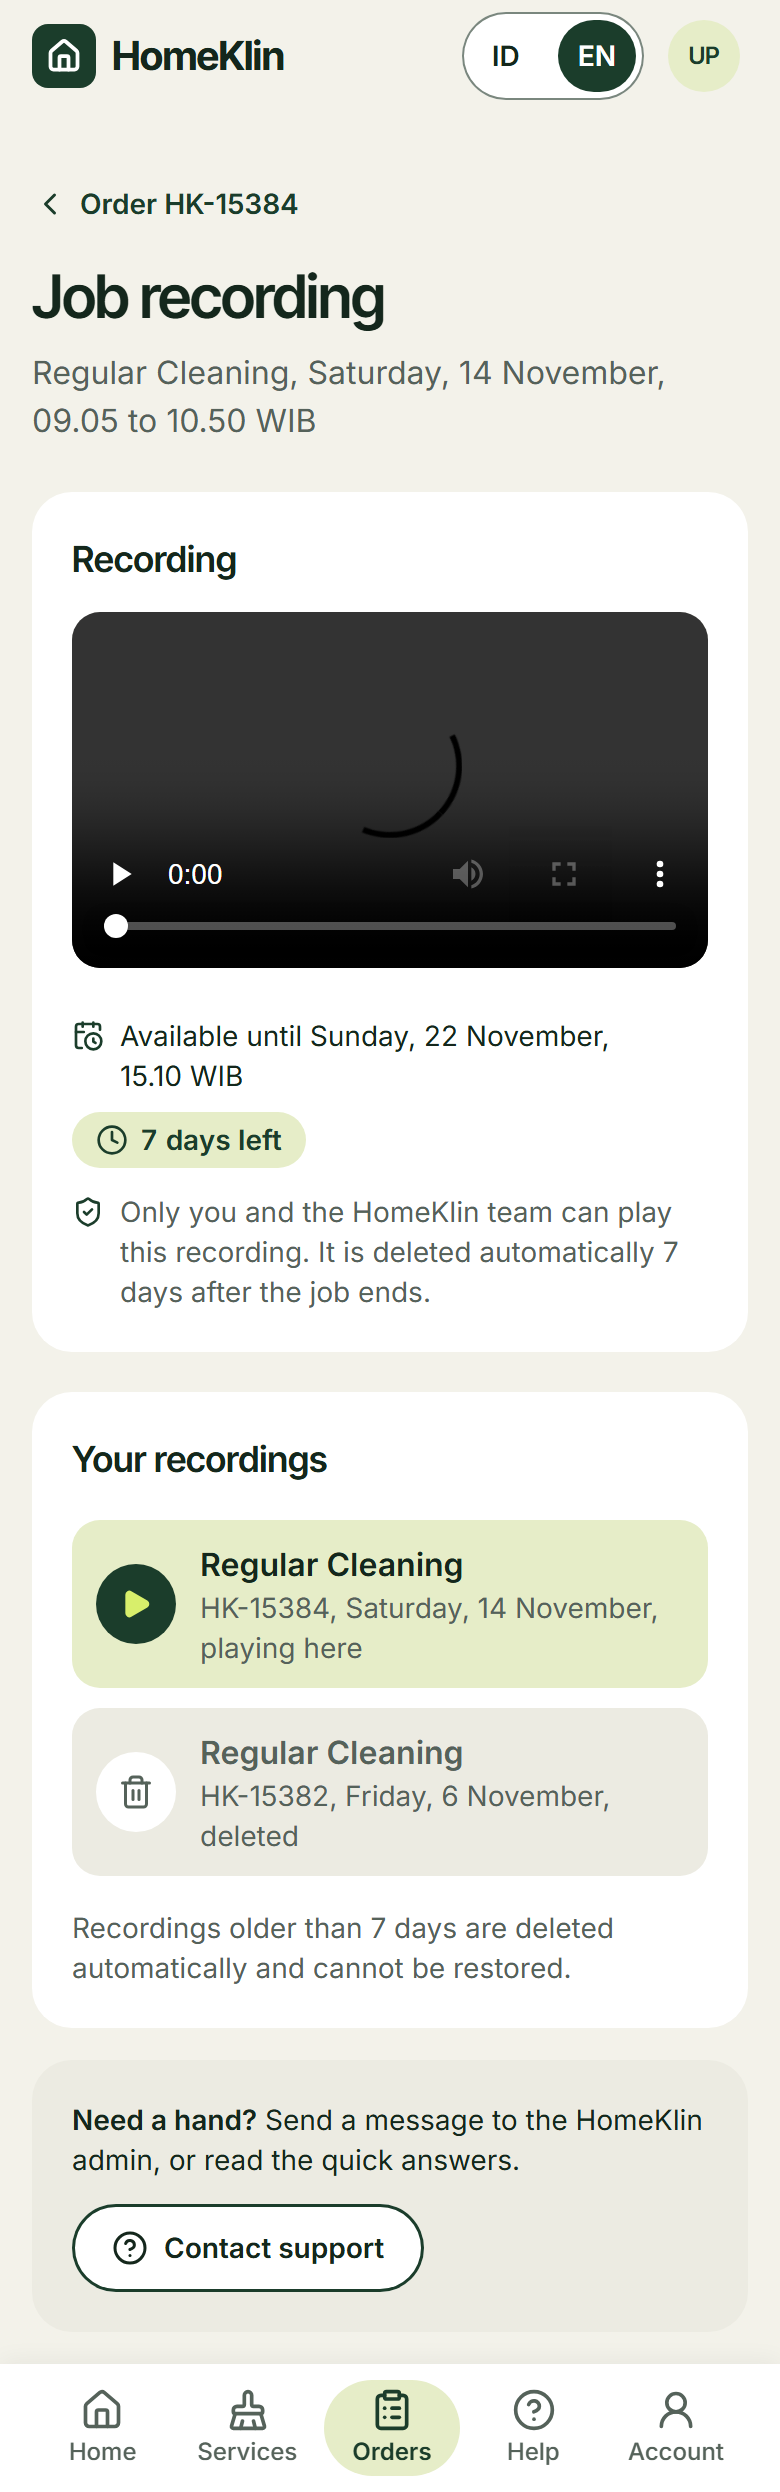 HomeKlin
ID
EN
UP
Order HK-15384
Job recording
Regular Cleaning, Saturday, 14 November,
09.05 to 10.50 WIB
Recording
0:00
Available until Sunday, 22 November,
15.10 WIB
7 days left
Only you and the HomeKlin team can play
this recording. It is deleted automatically 7
days after the job ends.
Your recordings
Regular Cleaning
HK-15384, Saturday, 14 November,
playing here
Regular Cleaning
HK-15382, Friday, 6 November,
deleted
Recordings older than 7 days are deleted
automatically and cannot be restored.
Need a hand? Send a message to the HomeKlin
admin, or read the quick answers.
Contact support
Home
Services
Orders
Help
Account